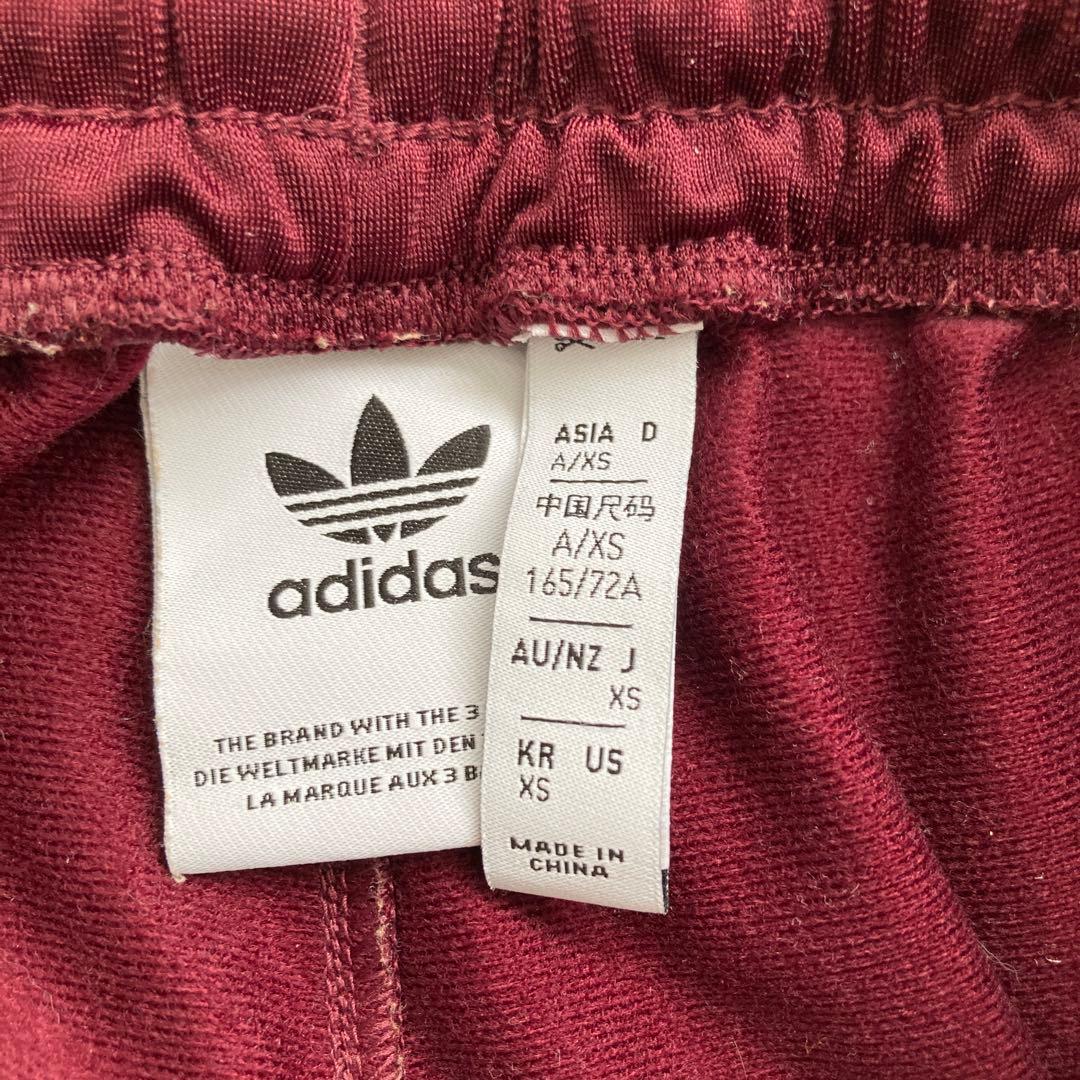 adidas
THE BRAND WITH THE 3
DIE WELTMARKE MIT DEN
LA MARQUE AUX 3
ASIA D
A/XS
中国尺码
A/XS
165/72A
AU/NZ J
XS
KR US
XS
MADE IN
CHINA